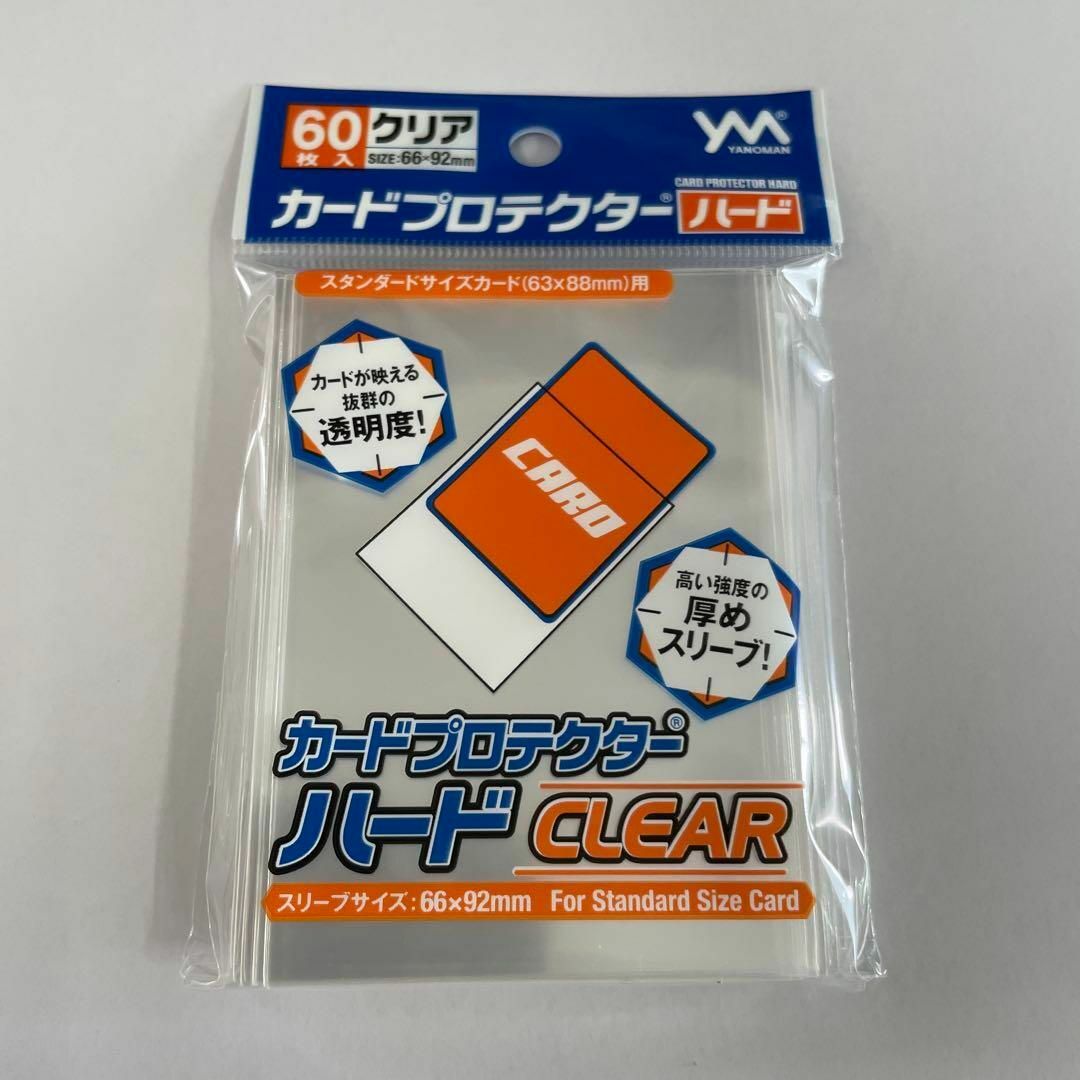 60
枚入
クリア
SIZE:66×92mm
YM®
YANOMAN
CARD PROTECTOR HARD
カードプロテクター® ハード
スタンダードサイズカード(63×88mm)用
カードが映える
抜群の
透明度!
CARD
高い強度の
厚め
スリーブ!
カードプロテクター®
ハード CLEAR
スリーブサイズ:66×92mm For Standard Size Card